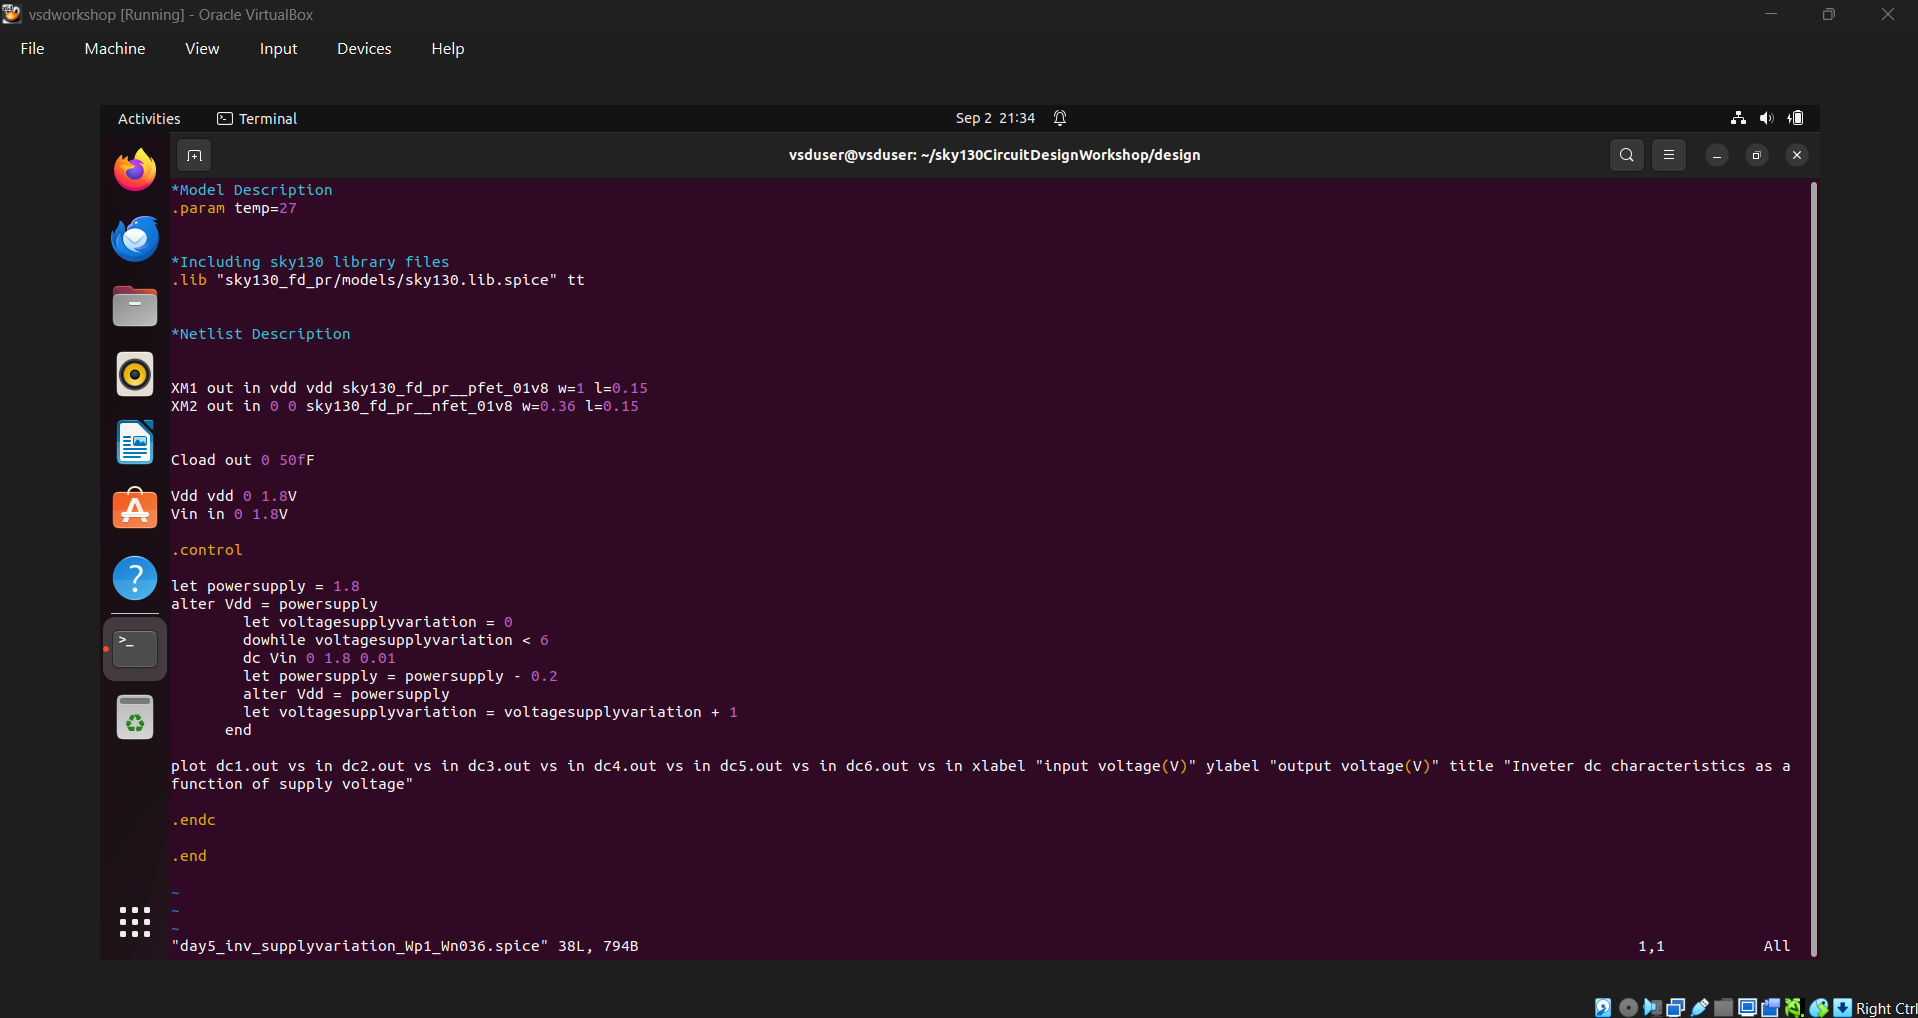 vsdworkshop [Running] - Oracle VirtualBox
File Machine View Input Devices Help
Activities Terminal Sep 2 21:34
vsduser@vsduser: ~/sky130CircuitDesignWorkshop/design
*Model Description
.param temp=27
*Including sky130 library files
.lib "sky130_fd_pr/models/sky130.lib.spice" tt
*Netlist Description
XM1 out in vdd vdd sky130_fd_pr__pfet_01v8 w=1 l=0.15
XM2 out in 0 0 sky130_fd_pr__nfet_01v8 w=0.36 l=0.15
Cload out 0 50fF
Vdd vdd 0 1.8V
Vin in 0 1.8V
.control
let powersupply = 1.8
alter Vdd = powersupply
let voltagesupplyvariation = 0
dowhile voltagesupplyvariation < 6
dc Vin 0 1.8 0.01
let powersupply = powersupply - 0.2
alter Vdd = powersupply
let voltagesupplyvariation = voltagesupplyvariation + 1
end
plot dc1.out vs in dc2.out vs in dc3.out vs in dc4.out vs in dc5.out vs in dc6.out vs in xlabel "input voltage(V)" ylabel "output voltage(V)" title "Inveter dc characteristics as a
function of supply voltage"
.endc
.end
~
~
~
"day5_inv_supplyvariation_Wp1_Wn036.spice" 38L, 794B 1,1 All
Right Ctrl